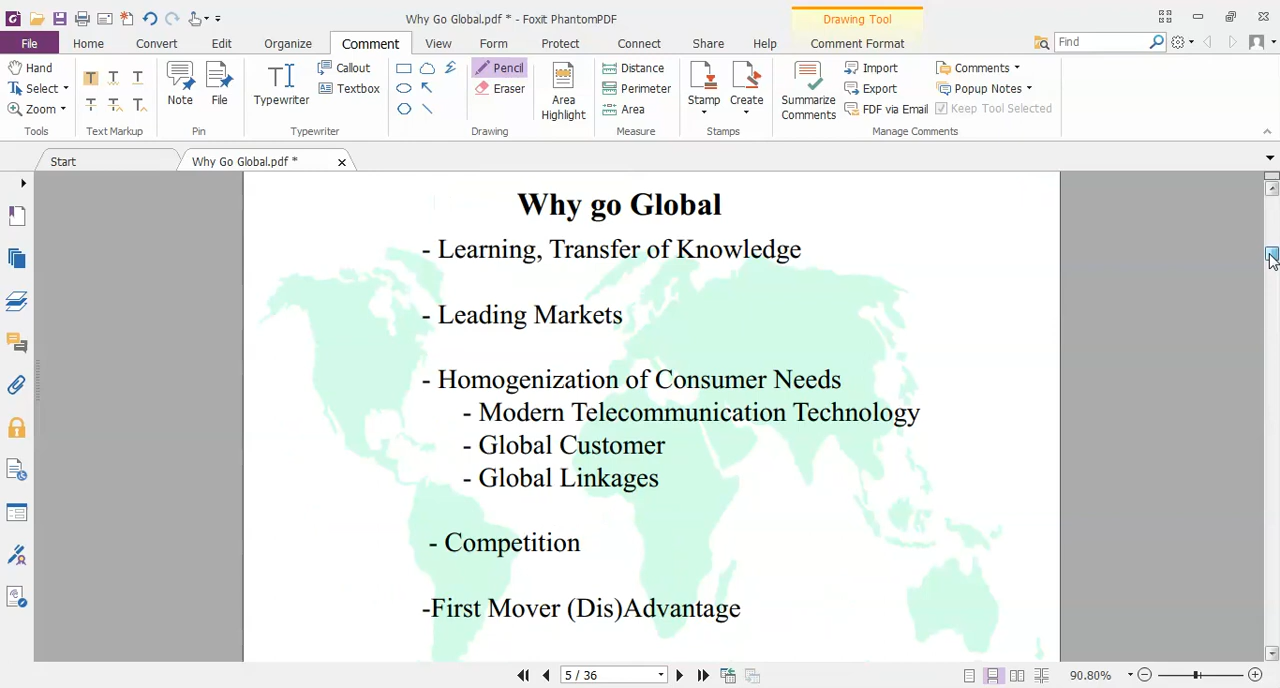 Why Go Global.pdf * - Foxit PhantomPDF
Drawing Tool
File Home Convert Edit Organize Comment View Form Protect Connect Share Help Comment Format Find
Hand
Select
Zoom
Tools
T T T
T T T
Text Markup
Note File
Pin
Typewriter
Callout
Textbox
Typewriter
Pencil
Eraser
Drawing
Area
Highlight
Distance
Perimeter
Area
Measure
Stamp Create
Stamps
Summarize
Comments
Import
Export
FDF via Email
Comments
Popup Notes
Keep Tool Selected
Manage Comments
Start Why Go Global.pdf *
Why go Global
- Learning, Transfer of Knowledge
- Leading Markets
- Homogenization of Consumer Needs
- Modern Telecommunication Technology
- Global Customer
- Global Linkages
- Competition
-First Mover (Dis)Advantage
5 / 36
90.80%